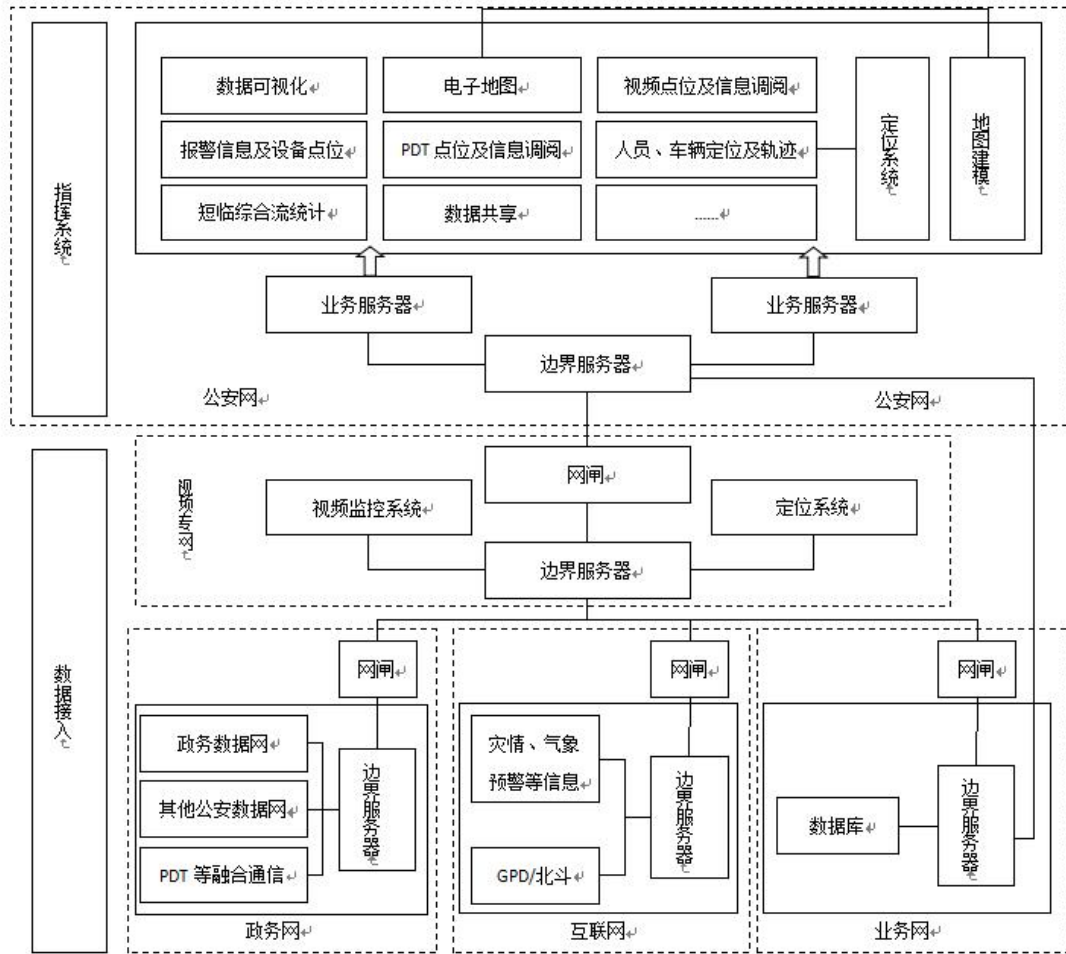 指挥系统
数据可视化
电子地图
视频点位及信息调阅
报警信息及设备点位
PDT 点位及信息调阅
人员、车辆定位及轨迹
短临综合流统计
数据共享
......
定位系统
地图建模
业务服务器
业务服务器
边界服务器
公安网
公安网
数据接入
视频专网
网闸
视频监控系统
定位系统
边界服务器
网闸
网闸
网闸
政务数据网
其他公安数据网
PDT 等融合通信
边界服务器
政务网
灾情、气象
预警等信息
GPD/北斗
边界服务器
互联网
数据库
边界服务器
业务网